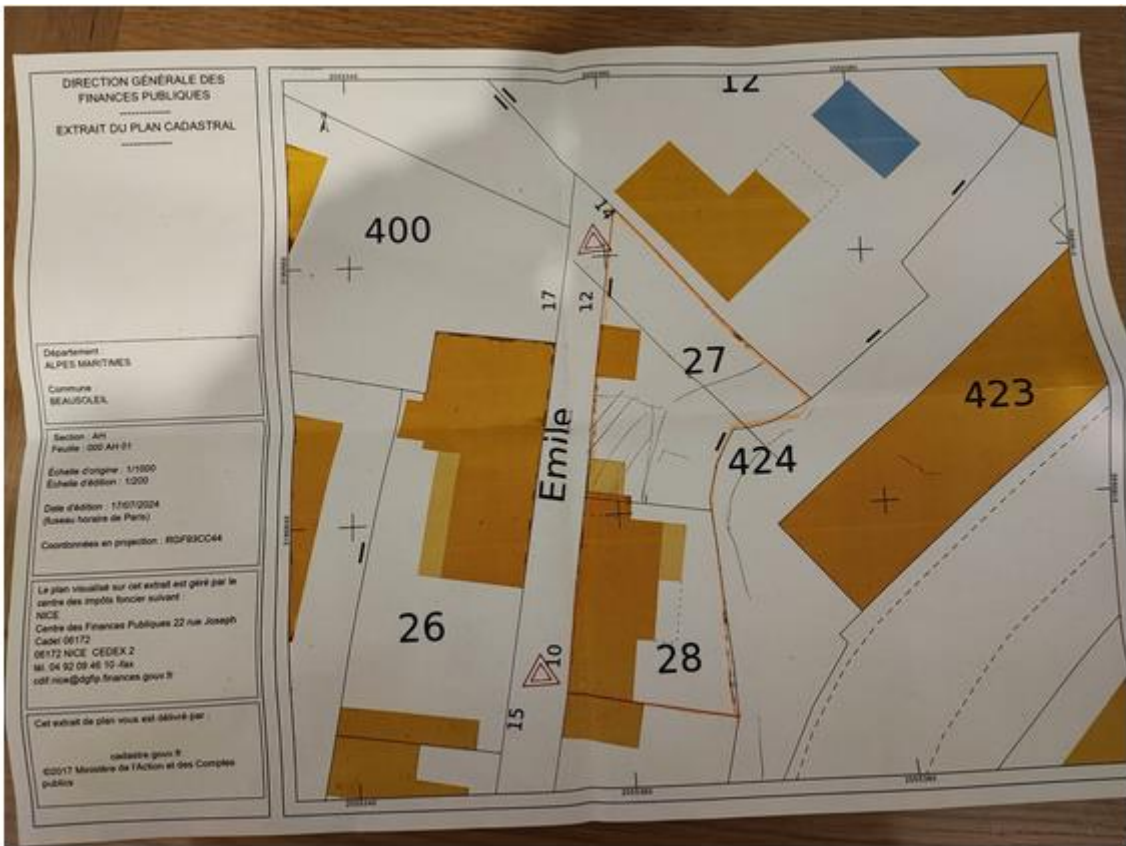 DIRECTION GÉNÉRALE DES
FINANCES PUBLIQUES
------------
EXTRAIT DU PLAN CADASTRAL
------------
Département :
ALPES MARITIMES
Commune
BEAUSOLEIL
Section : AH
Feuille : 000 AH 01
Échelle d'origine : 1/1000
Échelle d'édition : 1/200
Date d'édition : 17/07/2024
(fuseau horaire de Paris)
Coordonnées en projection : RGF93CC44
Le plan visualisé sur cet extrait est géré par le
centre des impôts foncier suivant :
NICE
Centre des Finances Publiques 22 rue Joseph
Cadei 06172
06172 NICE CEDEX 2
tél. 04 92 09 46 10 -fax
cdif.nice@dgfip.finances.gouv.fr
Cet extrait de plan vous est délivré par :
cadastre.gouv.fr
©2017 Ministère de l'Action et des Comptes
publics
12
14
400
17
12
27
423
Emile
424
26
10
28
15